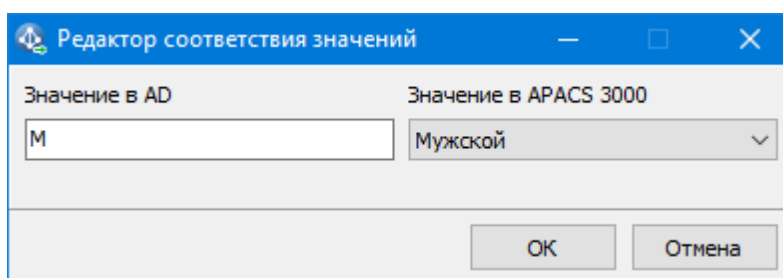 Редактор соответствия значений
Значение в AD
Значение в APACS 3000
М
Мужской
OK
Отмена